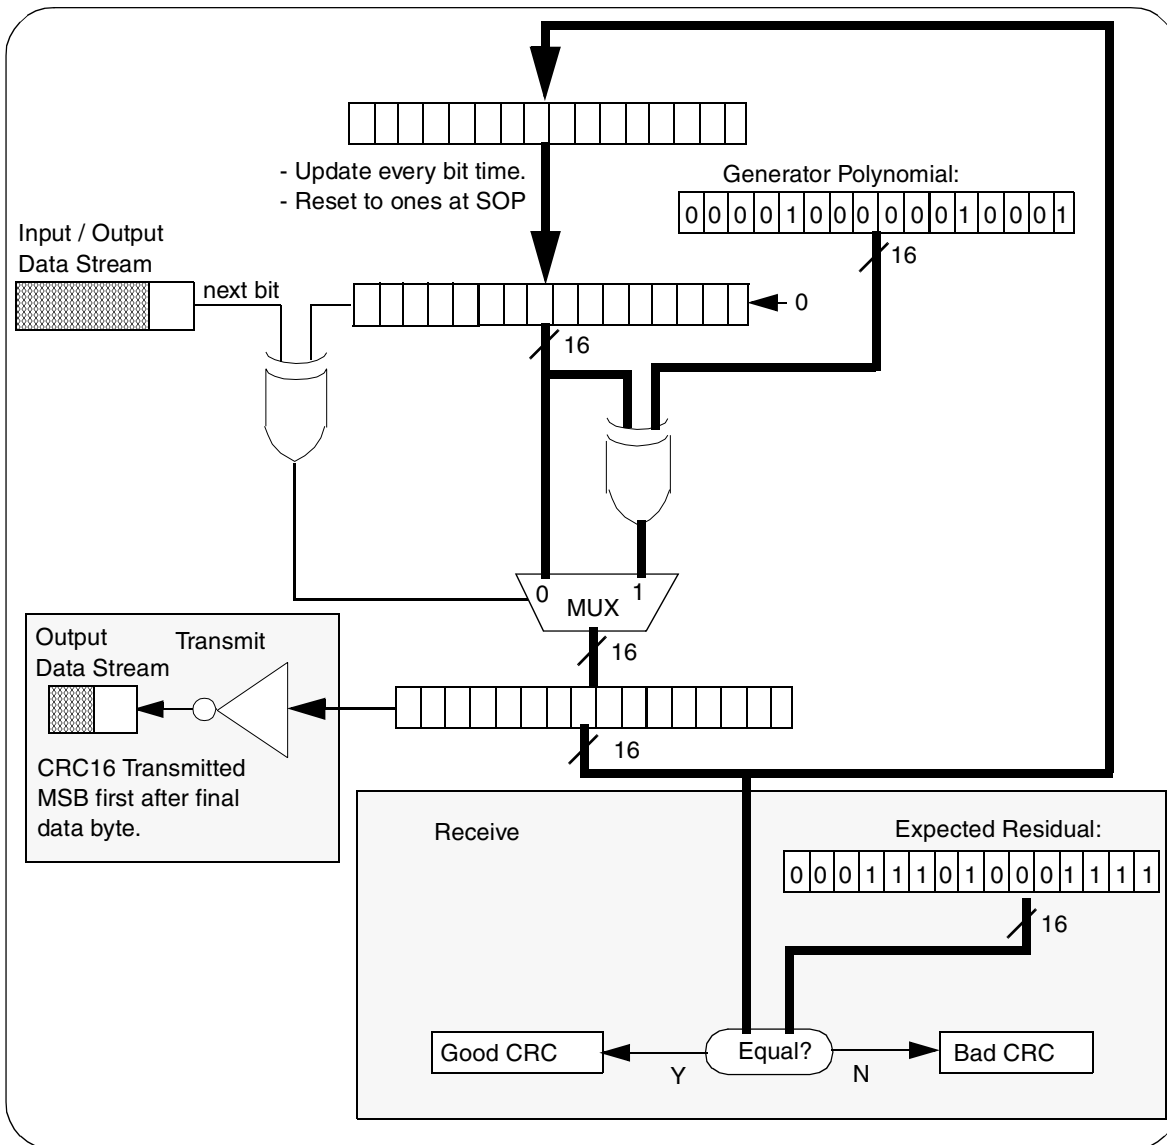 - Update every bit time.
- Reset to ones at SOP
Generator Polynomial:
0 0 0 0 1 0 0 0 0 0 0 1 0 0 0 1
16
Input / Output
Data Stream
next bit
0
16
0 1
MUX
16
Output
Data Stream
Transmit
16
CRC16 Transmitted
MSB first after final
data byte.
Receive
Expected Residual:
0 0 0 1 1 1 0 1 0 0 0 1 1 1 1
16
Good CRC
Y
Equal?
N
Bad CRC